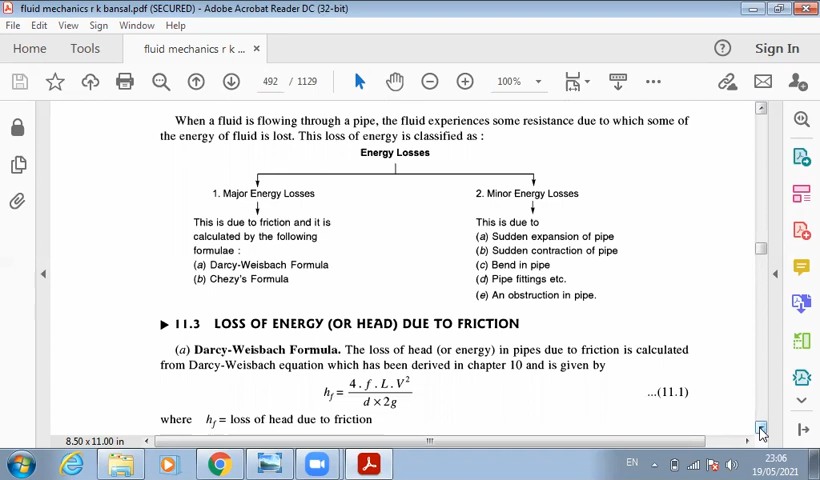 fluid mechanics r k bansal.pdf (SECURED) - Adobe Acrobat Reader DC (32-bit)
File Edit View Sign Window Help
Home Tools fluid mechanics r k ... × Sign In
492 / 1129 100%
When a fluid is flowing through a pipe, the fluid experiences some resistance due to which some of
the energy of fluid is lost. This loss of energy is classified as :
Energy Losses
1. Major Energy Losses
This is due to friction and it is
calculated by the following
formulae :
(a) Darcy-Weisbach Formula
(b) Chezy's Formula
2. Minor Energy Losses
This is due to
(a) Sudden expansion of pipe
(b) Sudden contraction of pipe
(c) Bend in pipe
(d) Pipe fittings etc.
(e) An obstruction in pipe.
▶ 11.3 LOSS OF ENERGY (OR HEAD) DUE TO FRICTION
(a) Darcy-Weisbach Formula. The loss of head (or energy) in pipes due to friction is calculated
from Darcy-Weisbach equation which has been derived in chapter 10 and is given by
h_f = (4 . f . L . V²) / (d × 2g) ...(11.1)
where h_f = loss of head due to friction
8.50 x 11.00 in
EN 23:06
19/05/2021